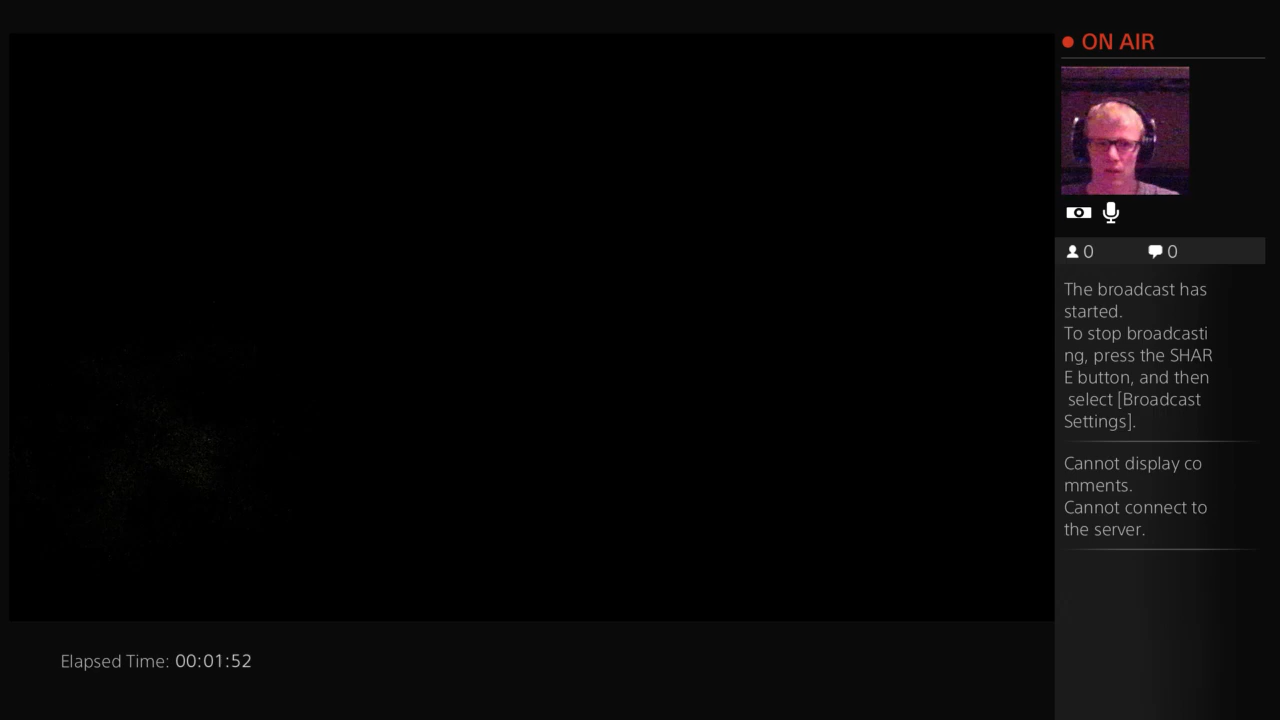 ON AIR
0 0
The broadcast has
started.
To stop broadcasti
ng, press the SHAR
E button, and then
select [Broadcast
Settings].
Cannot display co
mments.
Cannot connect to
the server.
Elapsed Time: 00:01:52